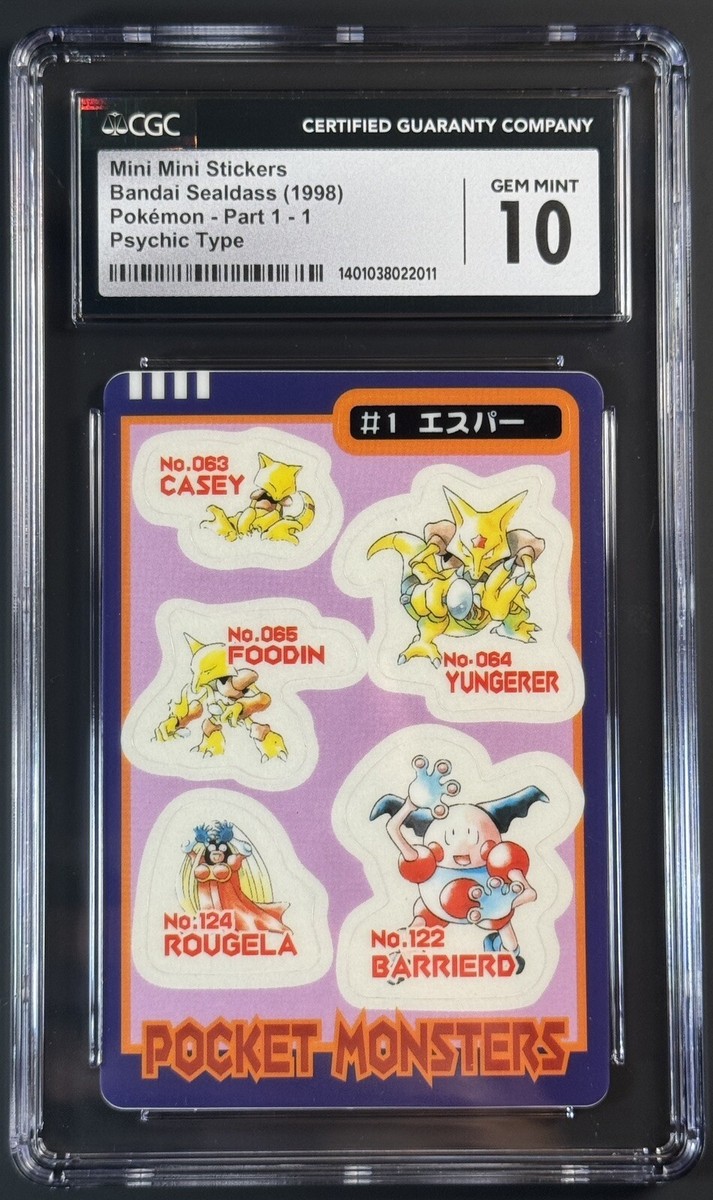 CGC
CERTIFIED GUARANTY COMPANY
Mini Mini Stickers
Bandai Sealdass (1998)
Pokémon - Part 1 - 1
Psychic Type
GEM MINT
10
1401038022011
#1 エスパー
No.063
CASEY
No.064
YUNGERER
No.065
FOODIN
No.124
ROUGELA
No.122
BARRIERD
POCKET MONSTERS